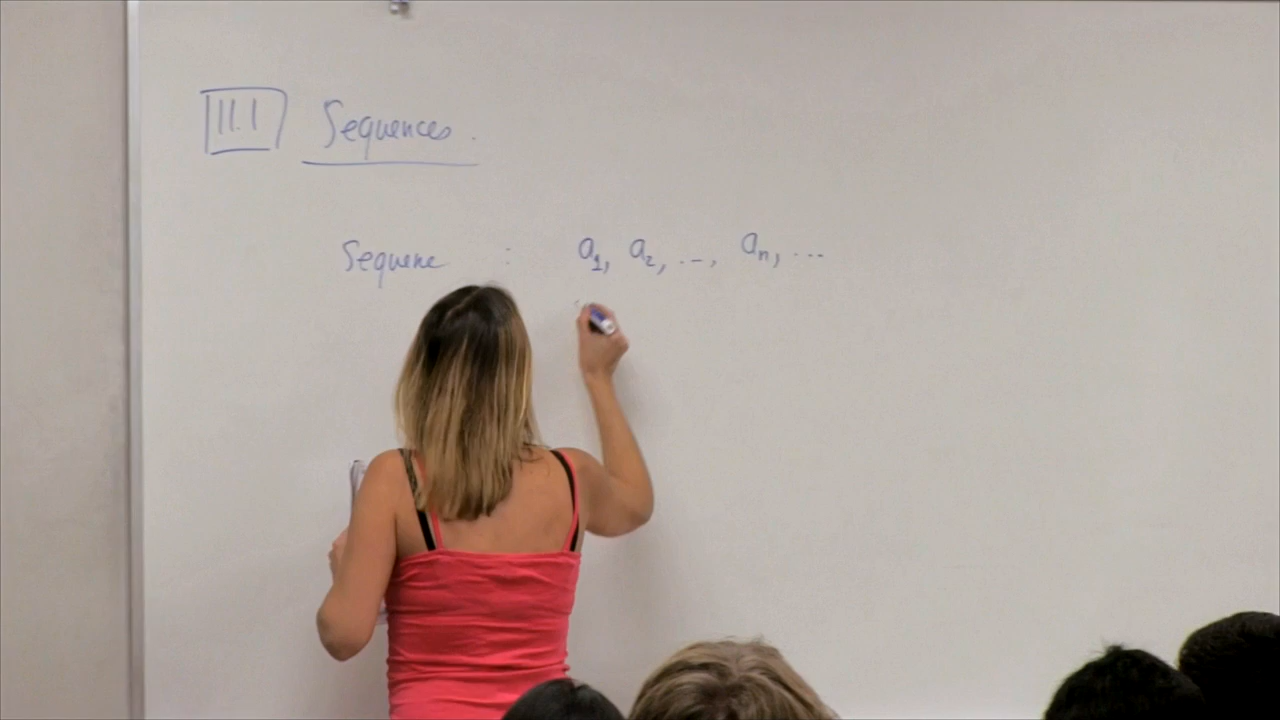 11.1 Sequences.
Sequence : a₁, a₂, ..., aₙ, ...